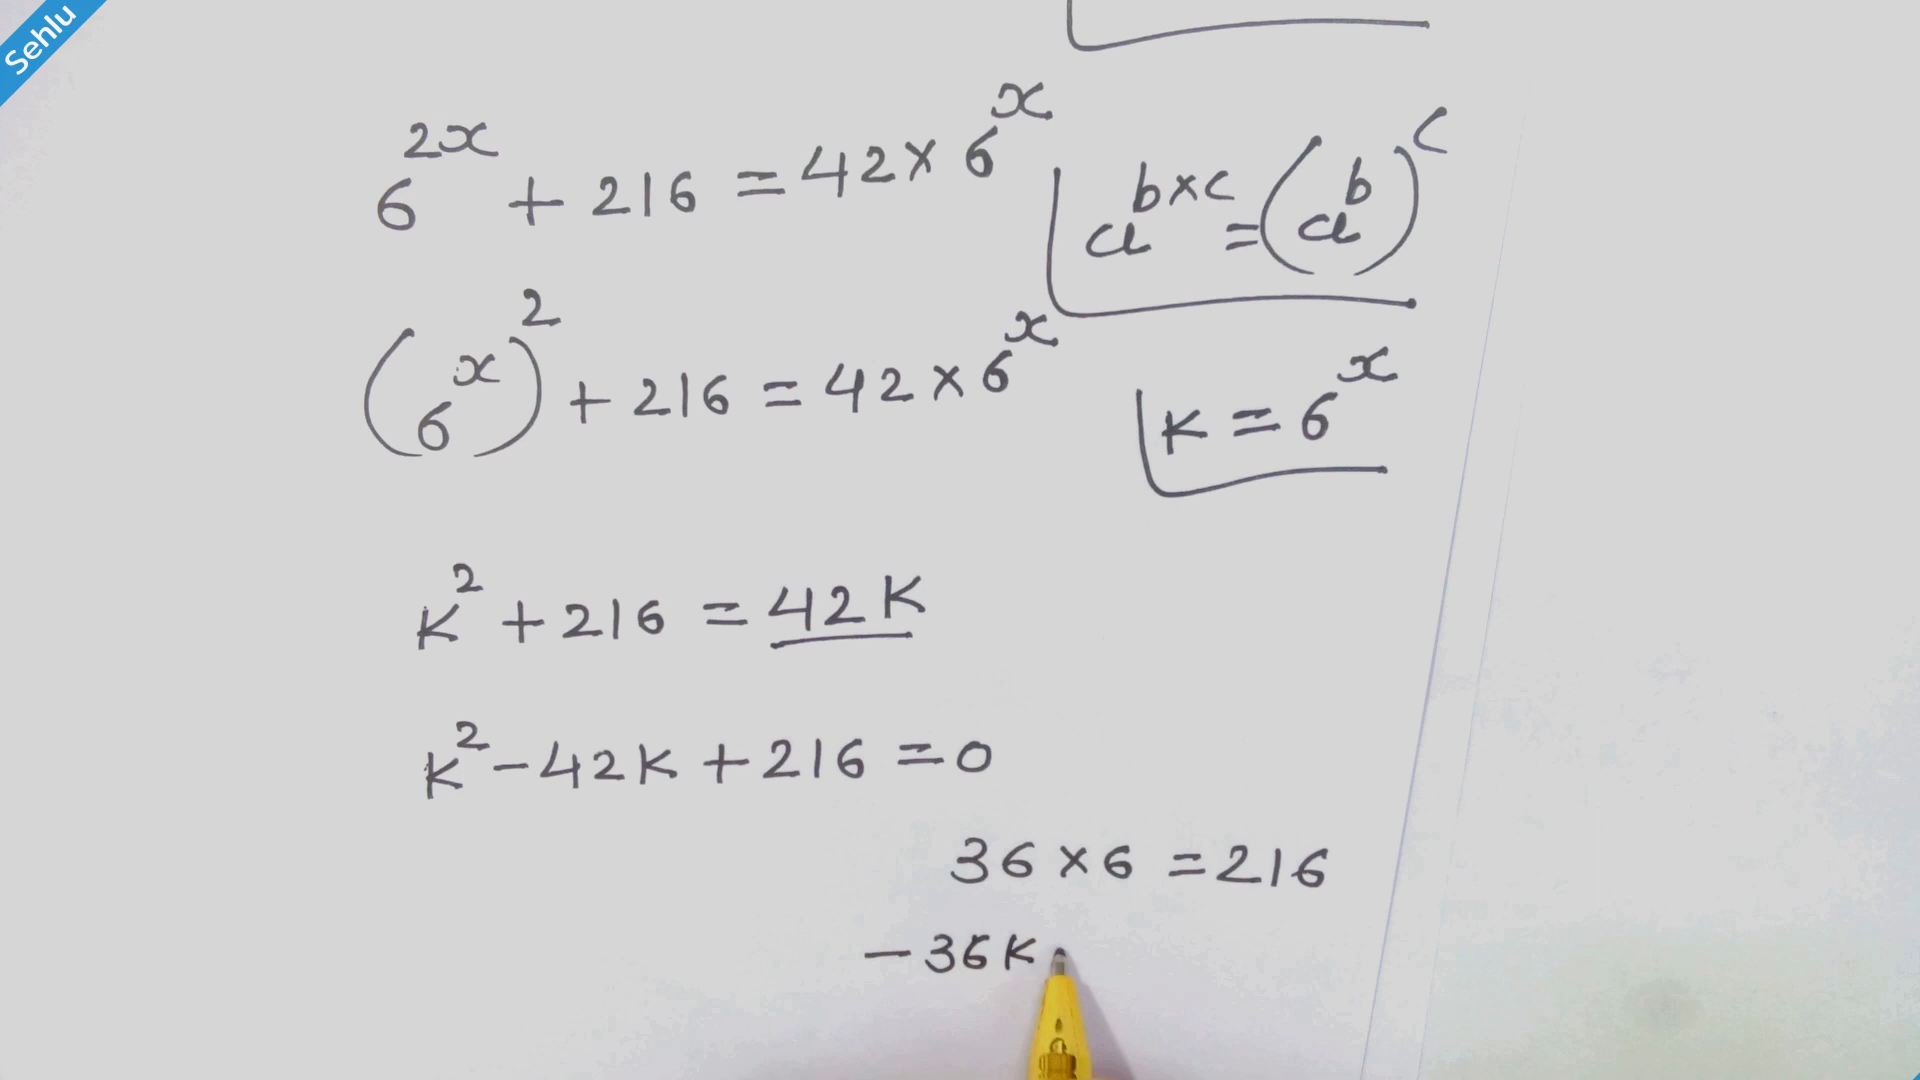 Sehlu
6^{2x} + 216 = 42 × 6^x
a^{b×c} = (a^b)^c
(6^x)^2 + 216 = 42 × 6^x
K = 6^x
K^2 + 216 = 42K
K^2 - 42K + 216 = 0
36 × 6 = 216
- 36K